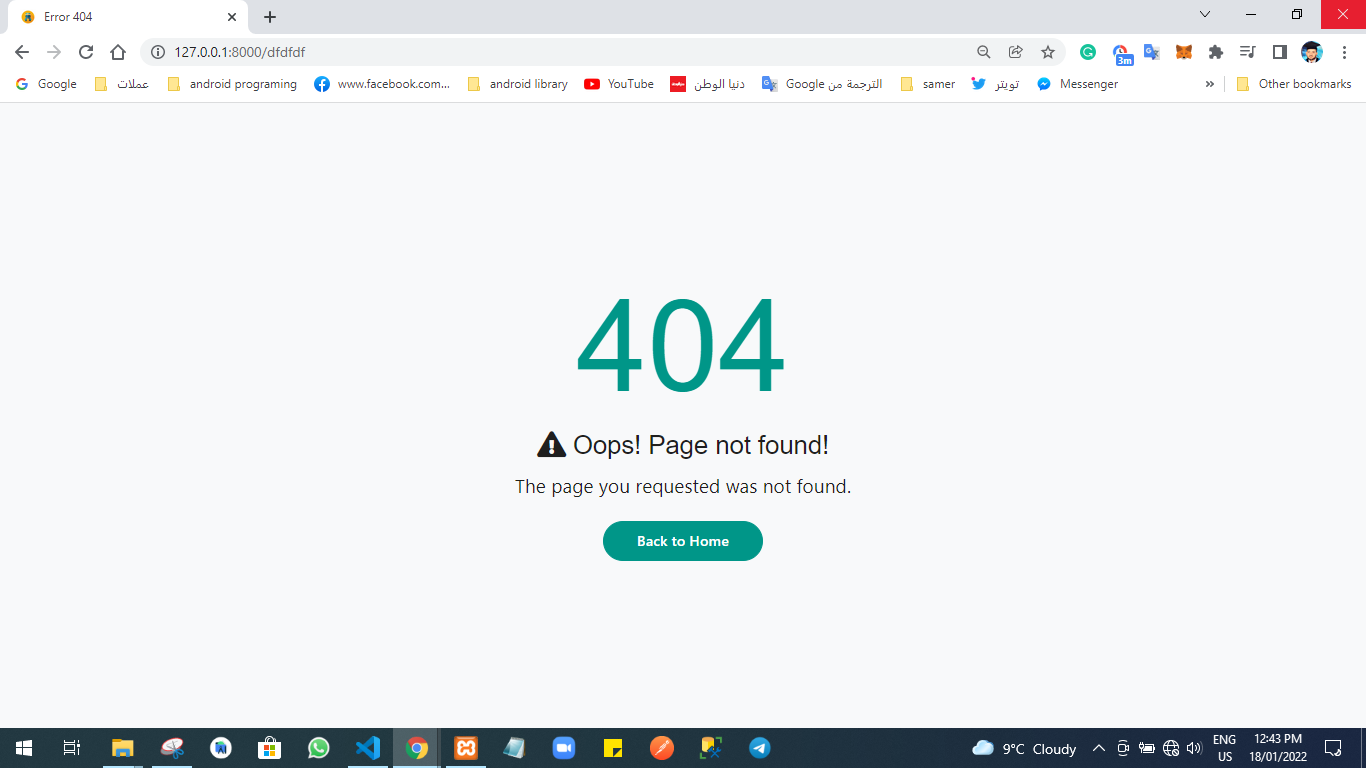 Error 404
127.0.0.1:8000/dfdfdf
3m
Google
عملات
android programing
www.facebook.com...
android library
YouTube
دنيا الوطن
الترجمة من Google
samer
تويتر
Messenger
»
Other bookmarks
404
Oops! Page not found!
The page you requested was not found.
Back to Home
9°C Cloudy
ENG
US
12:43 PM
18/01/2022